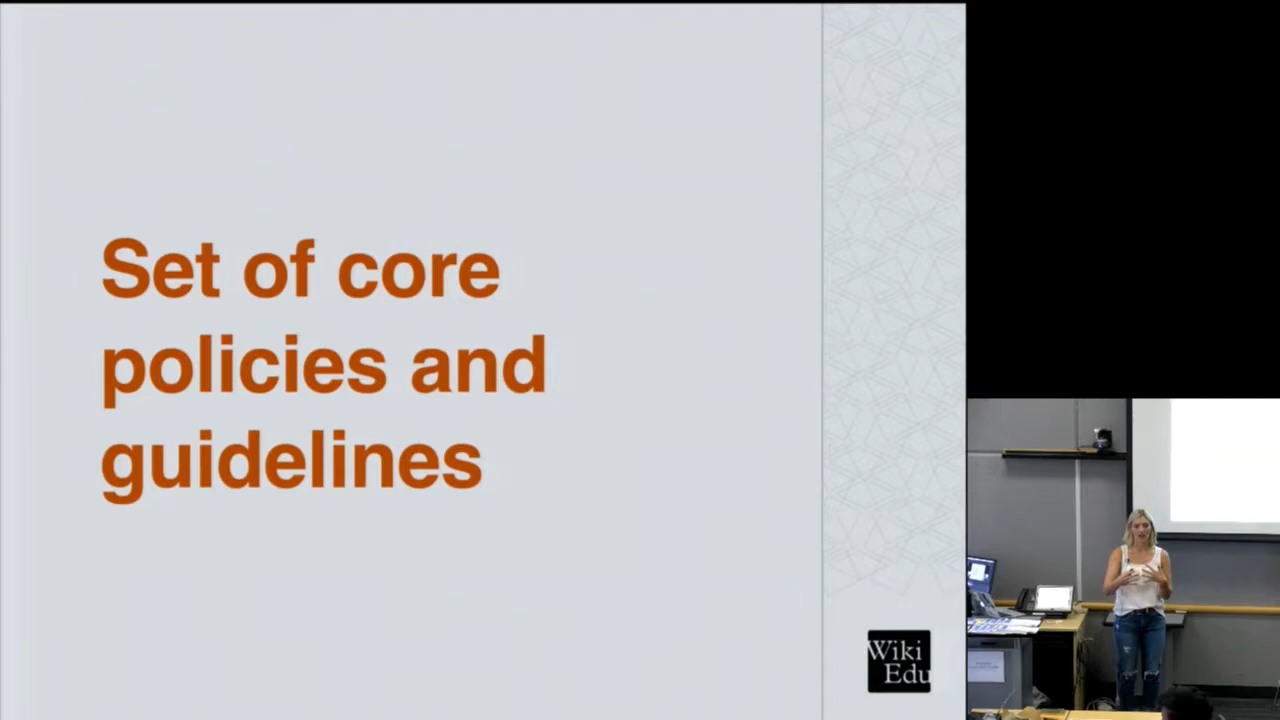 Set of core
policies and
guidelines
Wiki
Edu